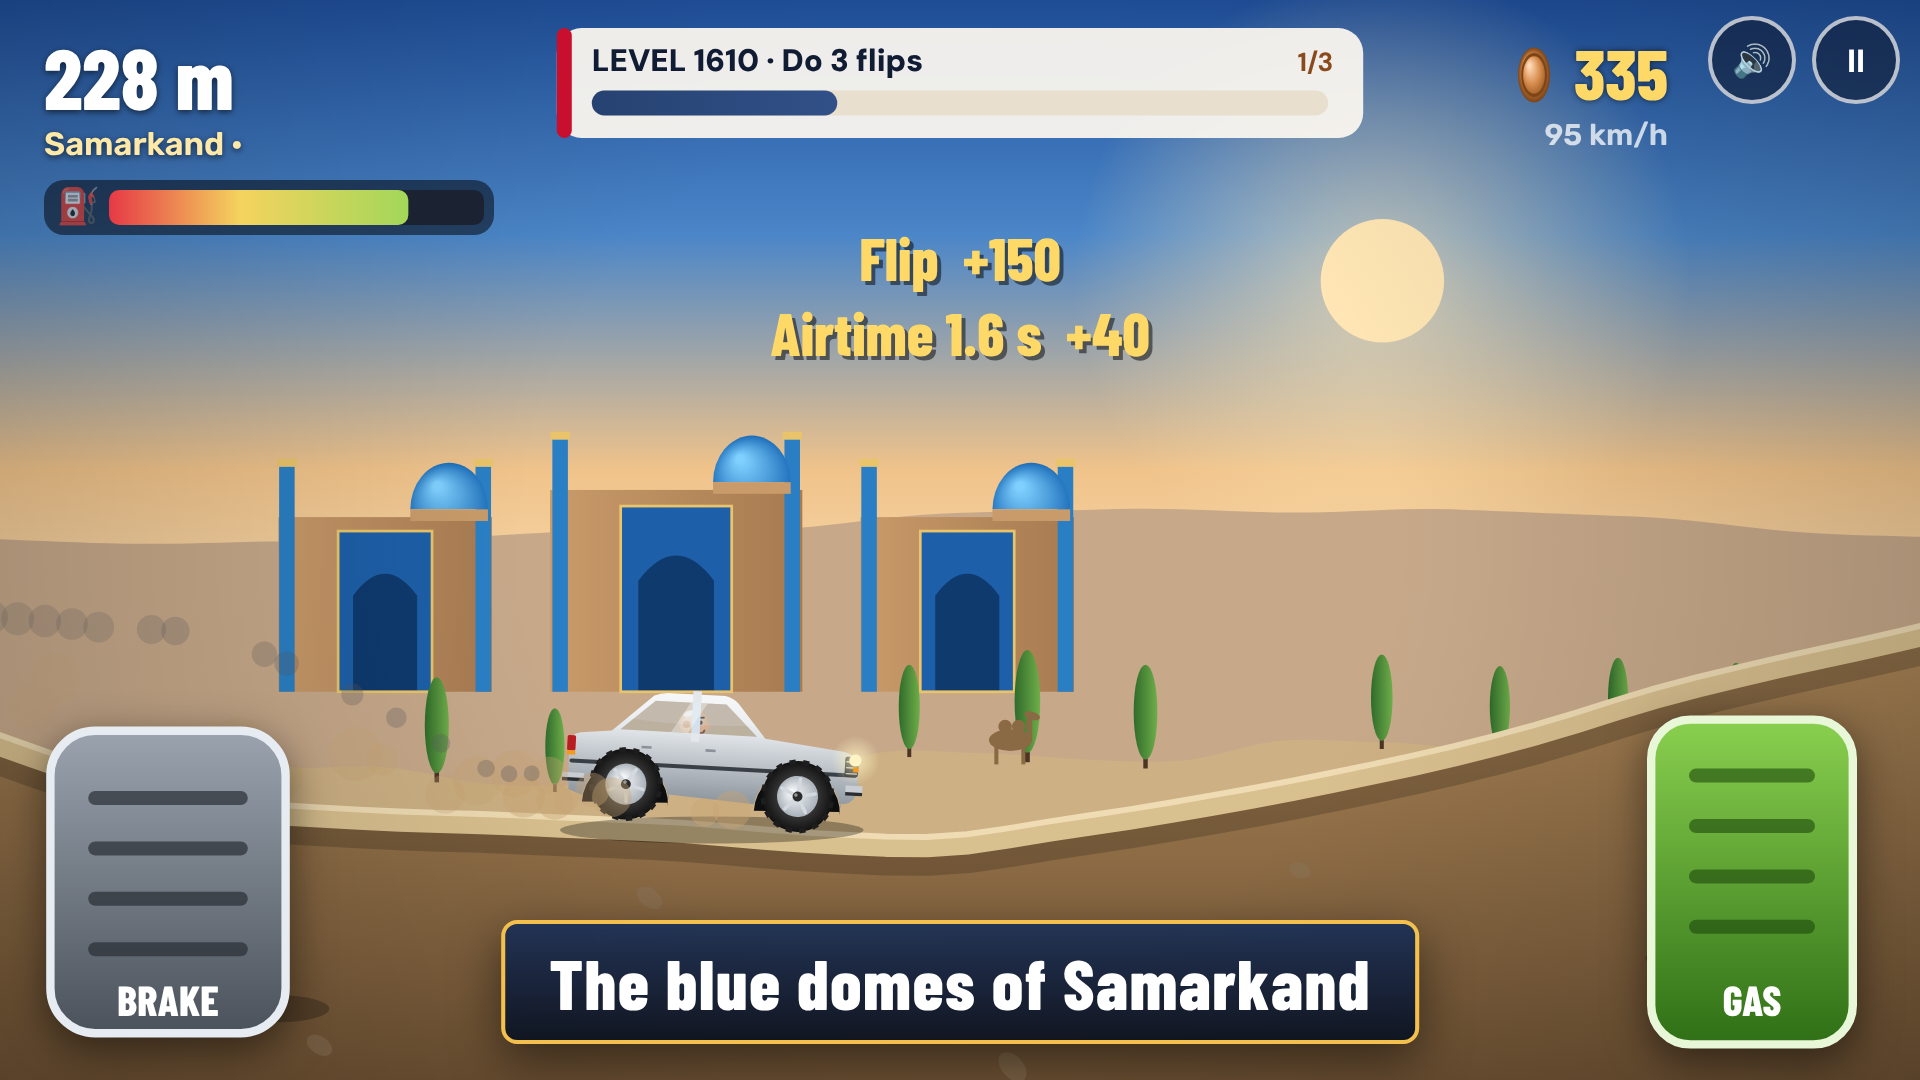 228 m
Samarkand ·
LEVEL 1610 · Do 3 flips
1/3
335
95 km/h
Flip +150
Airtime 1.6 s +40
BRAKE
GAS
The blue domes of Samarkand